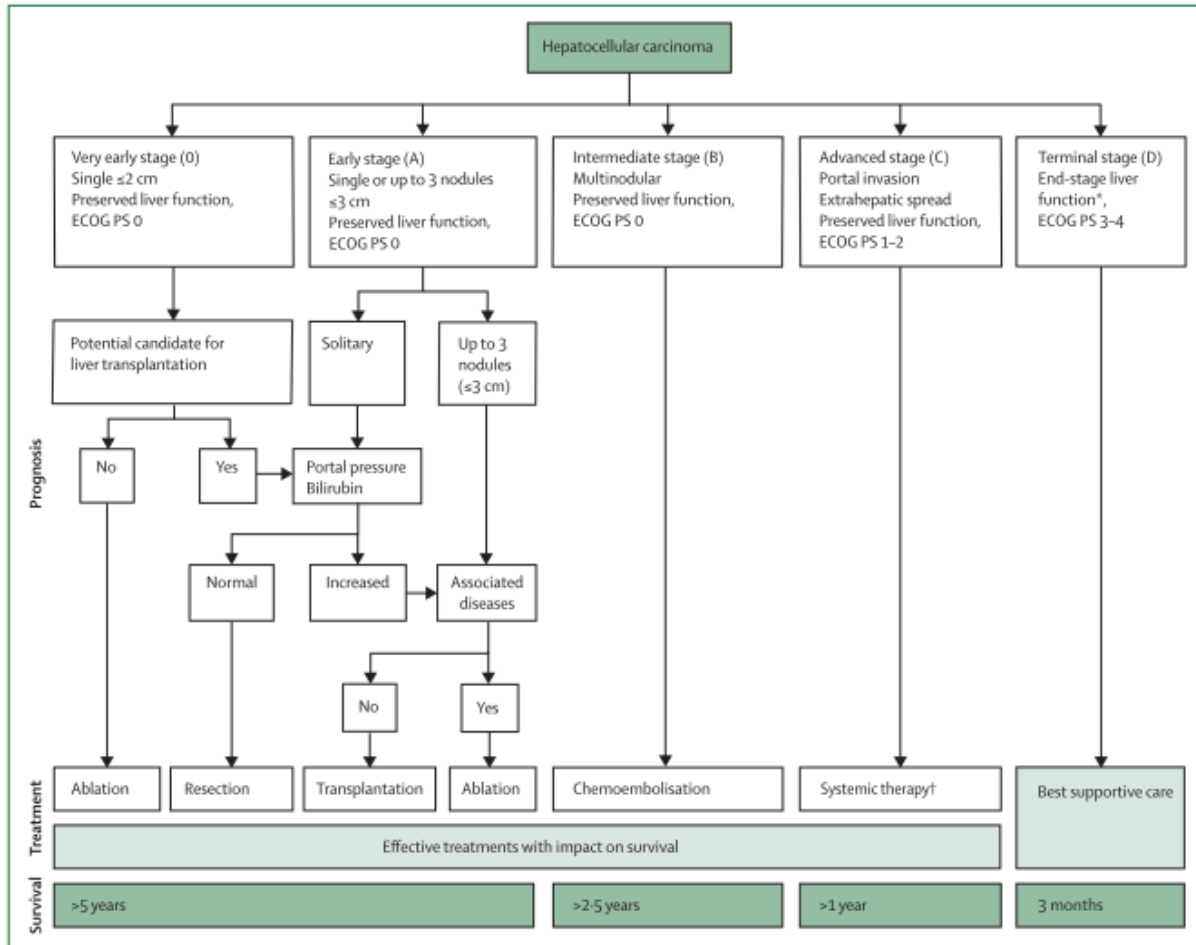 Hepatocellular carcinoma
Very early stage (0)
Single ≤2 cm
Preserved liver function,
ECOG PS 0
Early stage (A)
Single or up to 3 nodules
≤3 cm
Preserved liver function,
ECOG PS 0
Intermediate stage (B)
Multinodular
Preserved liver function,
ECOG PS 0
Advanced stage (C)
Portal invasion
Extrahepatic spread
Preserved liver function,
ECOG PS 1–2
Terminal stage (D)
End-stage liver
function*,
ECOG PS 3–4
Prognosis
Potential candidate for
liver transplantation
Solitary
Up to 3
nodules
(≤3 cm)
No
Yes
Portal pressure
Bilirubin
Normal
Increased
Associated
diseases
No
Yes
Treatment
Ablation
Resection
Transplantation
Ablation
Chemoembolisation
Systemic therapy†
Best supportive care
Effective treatments with impact on survival
Survival
>5 years
>2-5 years
>1 year
3 months